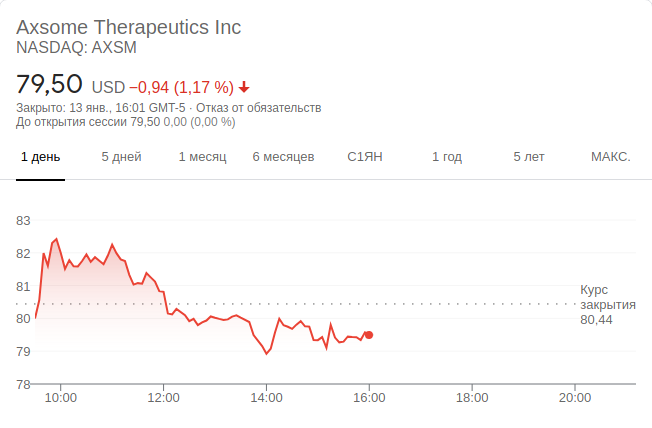 Axsome Therapeutics Inc
NASDAQ: AXSM
79,50 USD −0,94 (1,17 %)
Закрыто: 13 янв., 16:01 GMT-5 · Отказ от обязательств
До открытия сессии 79,50 0,00 (0,00 %)
1 день 5 дней 1 месяц 6 месяцев С1ЯН 1 год 5 лет МАКС.
83
82
81
Курс
закрытия
80,44
80
79
78
10:00 12:00 14:00 16:00 18:00 20:00